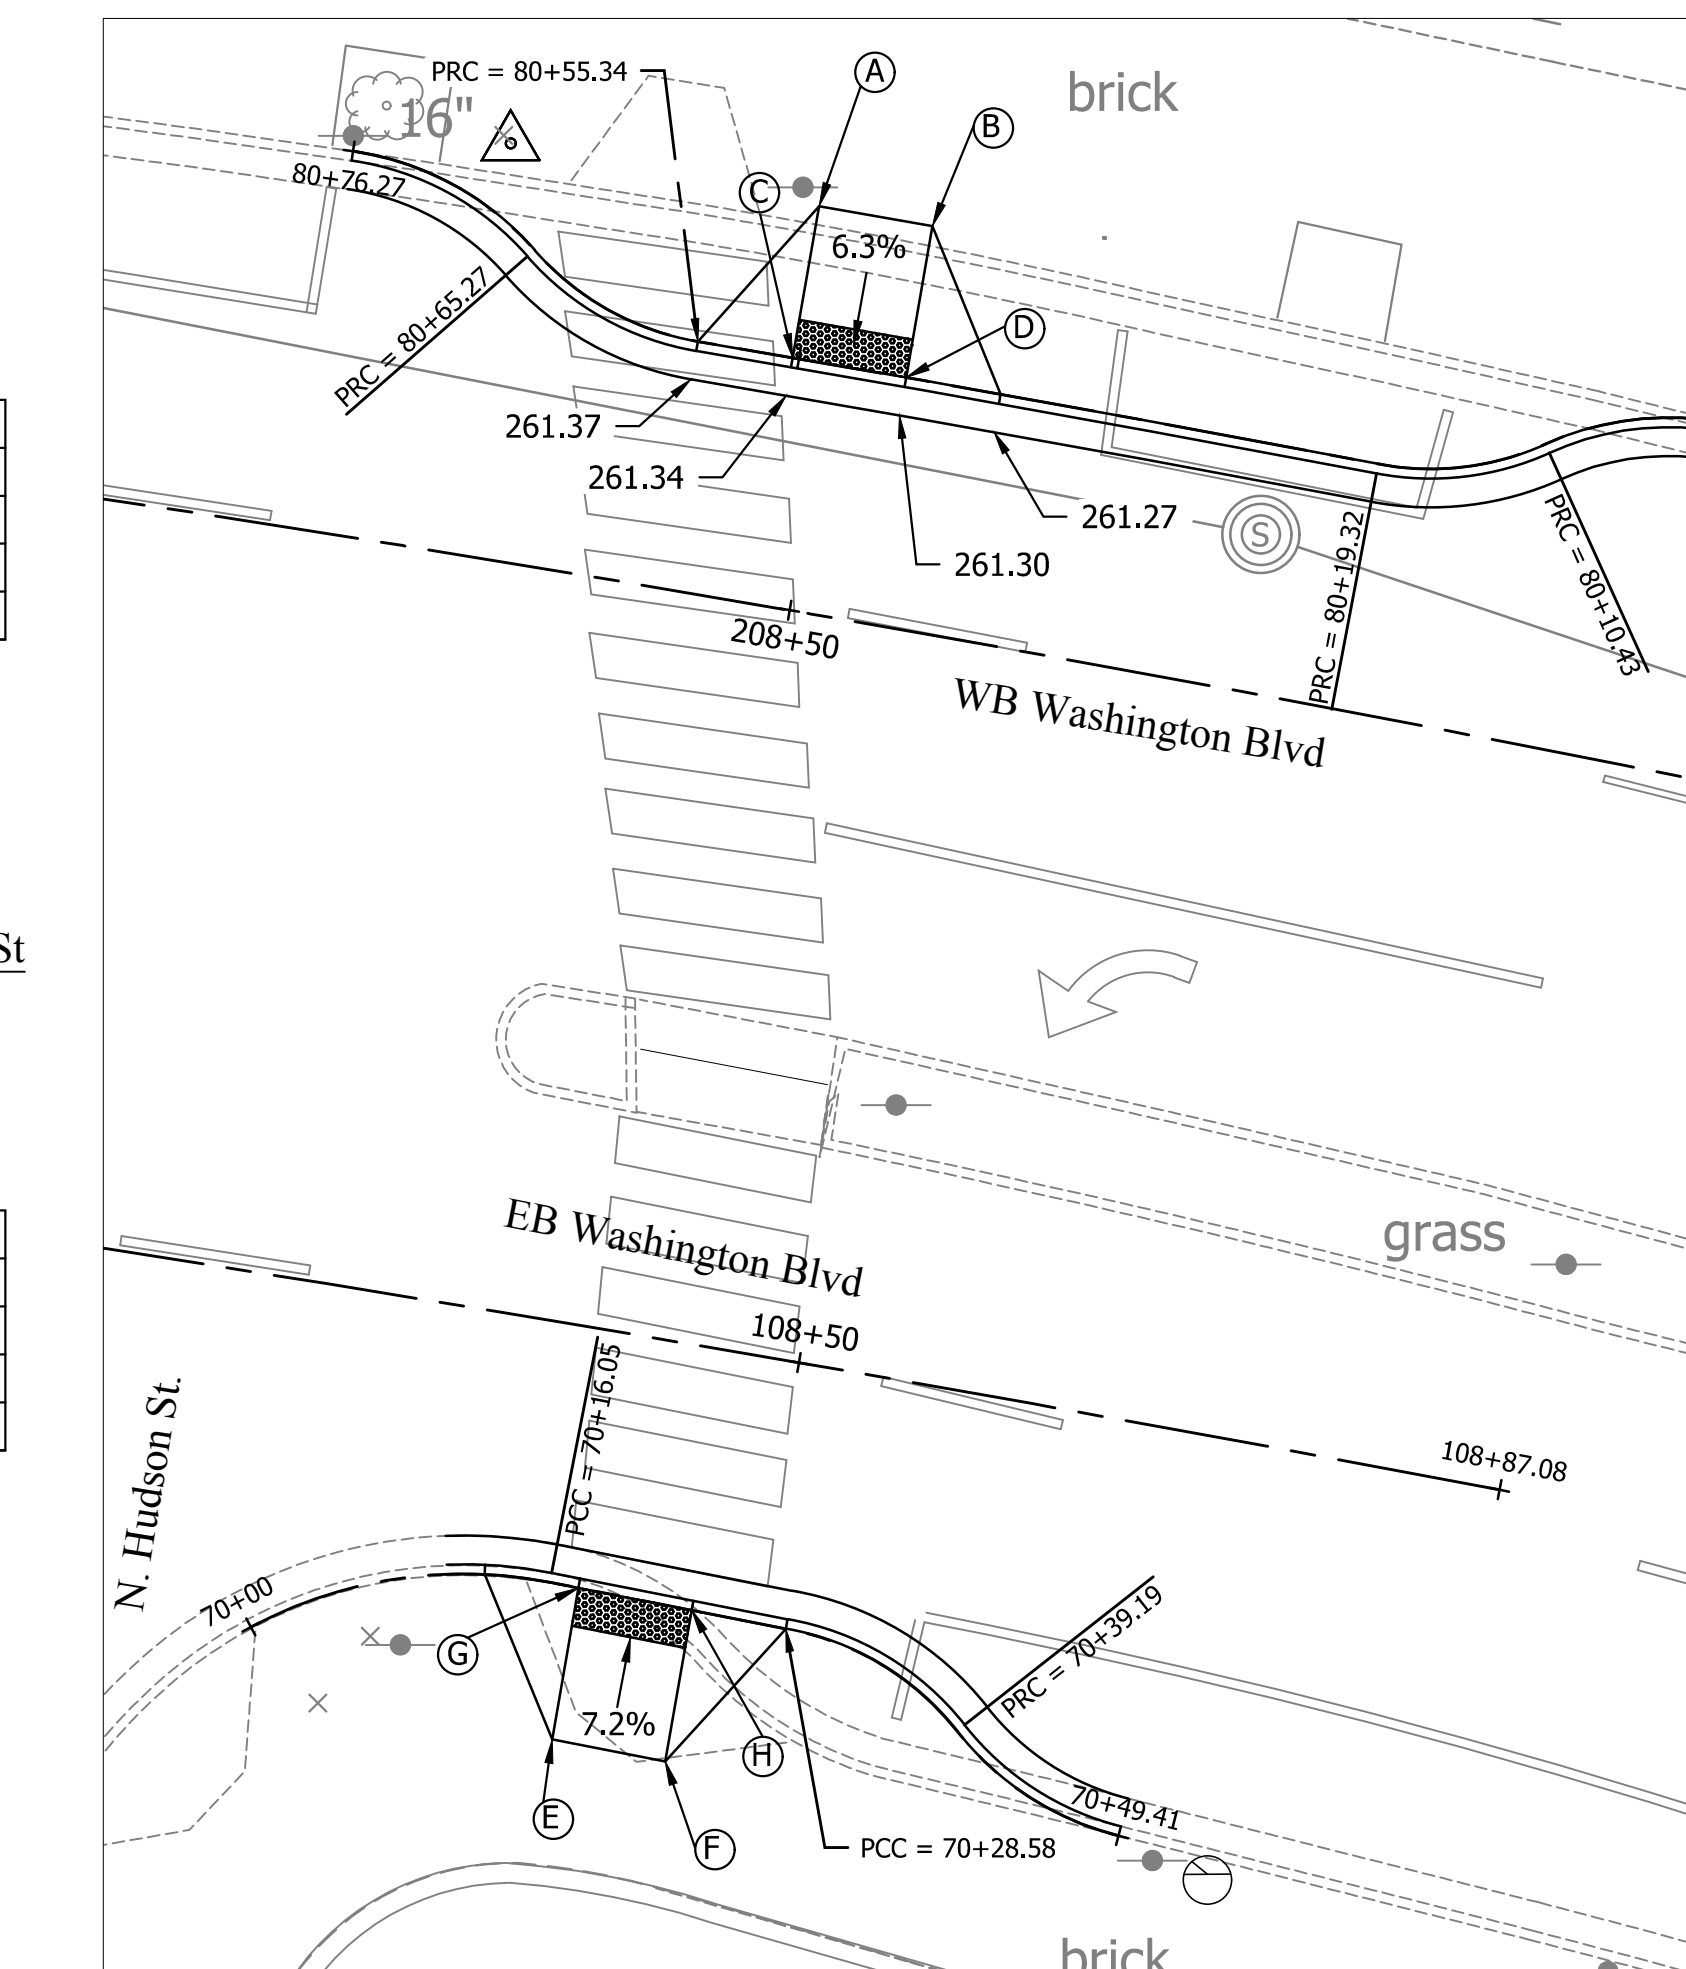 PRC = 80+55.34
A
brick
16"
B
80+76.27
C
6.3%
PRC = 80+65.27
D
261.37
261.34
261.27
S
261.30
PRC = 80+19.32
PRC = 80+10.43
208+50
WB Washington Blvd
St
EB Washington Blvd
grass
108+50
PCC = 70+16.05
N. Hudson St.
108+87.08
70+00
G
PRC = 70+39.19
7.2%
H
E
F
70+49.41
PCC = 70+28.58
brick